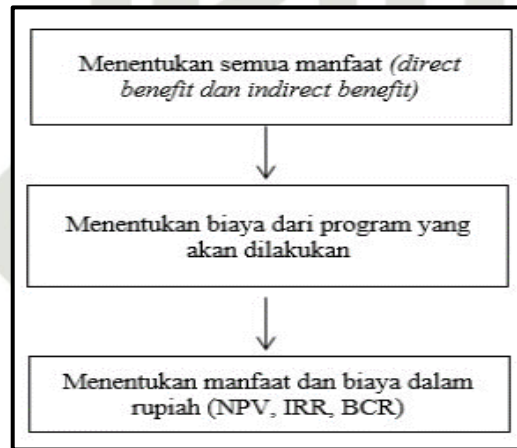 Menentukan semua manfaat (direct
benefit dan indirect benefit)
Menentukan biaya dari program yang
akan dilakukan
Menentukan manfaat dan biaya dalam
rupiah (NPV, IRR, BCR)